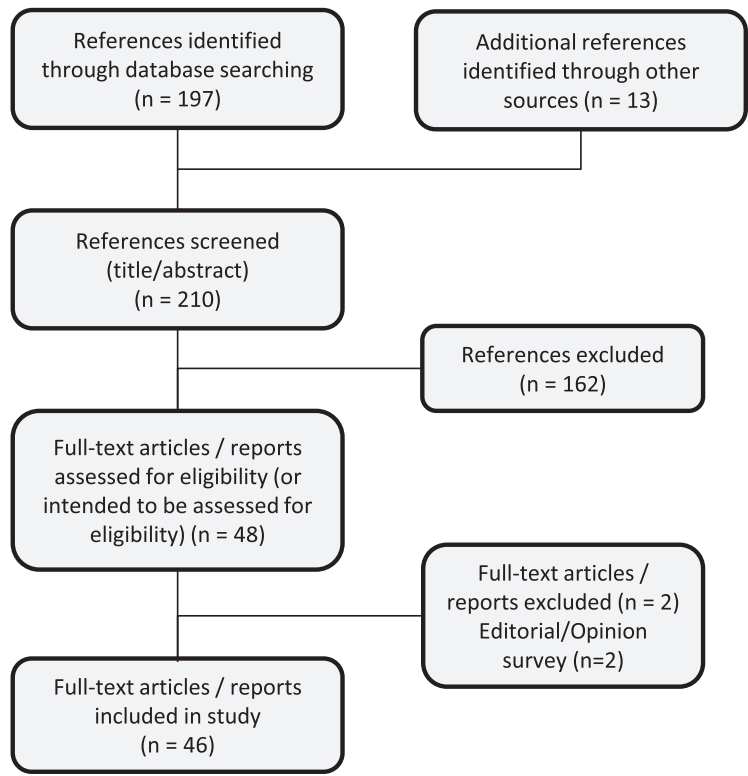 References identified
through database searching
(n = 197)
Additional references
identified through other
sources (n = 13)
References screened
(title/abstract)
(n = 210)
References excluded
(n = 162)
Full-text articles / reports
assessed for eligibility (or
intended to be assessed for
eligibility) (n = 48)
Full-text articles /
reports excluded (n = 2)
Editorial/Opinion
survey (n=2)
Full-text articles / reports
included in study
(n = 46)